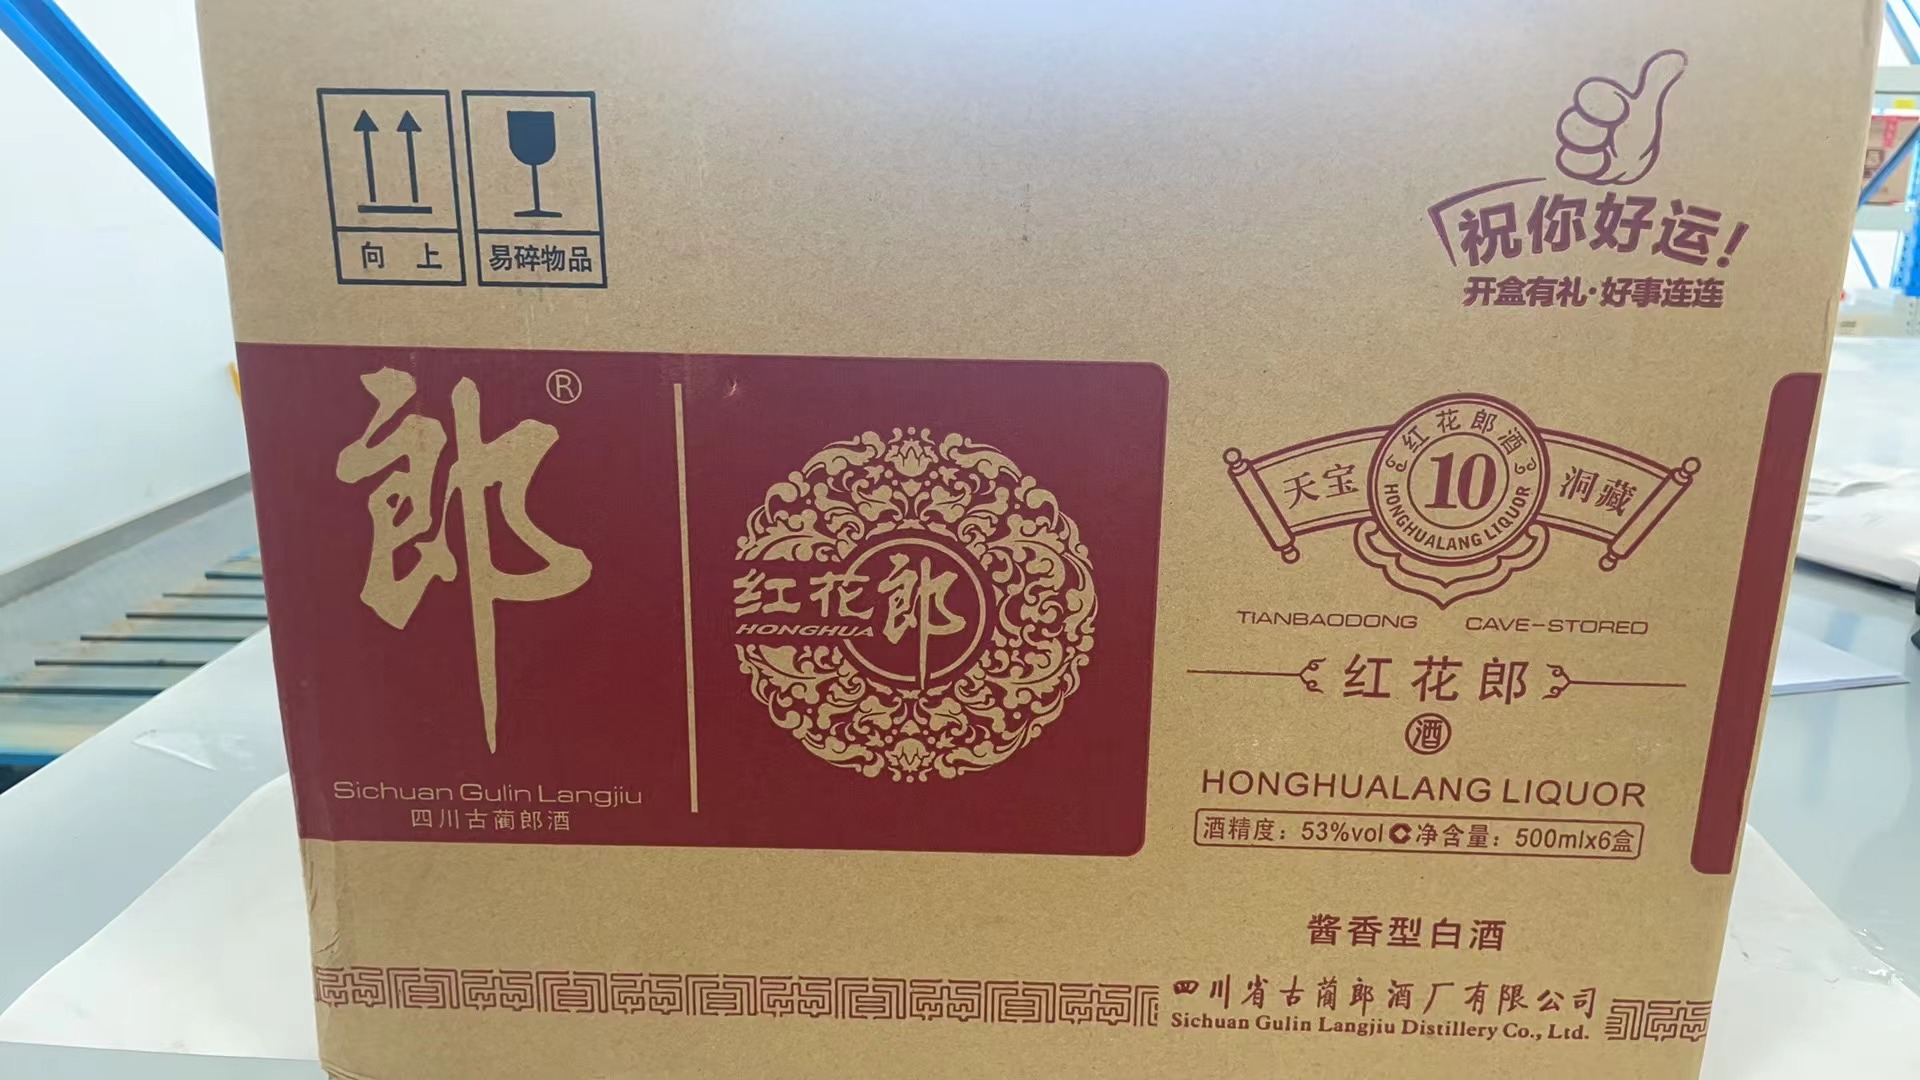 向 上
易碎物品
祝你好运!
开盒有礼·好事连连
郎®
Sichuan Gulin Langjiu
四川古蔺郎酒
红花郎
HONGHUA
天宝 洞藏
红花郎酒
10
HONGHUALANG LIQUOR
TIANBAODONG CAVE-STORED
红花郎
酒
HONGHUALANG LIQUOR
酒精度：53%vol 净含量：500mlx6盒
酱香型白酒
四川省古蔺郎酒厂有限公司
Sichuan Gulin Langjiu Distillery Co., Ltd.